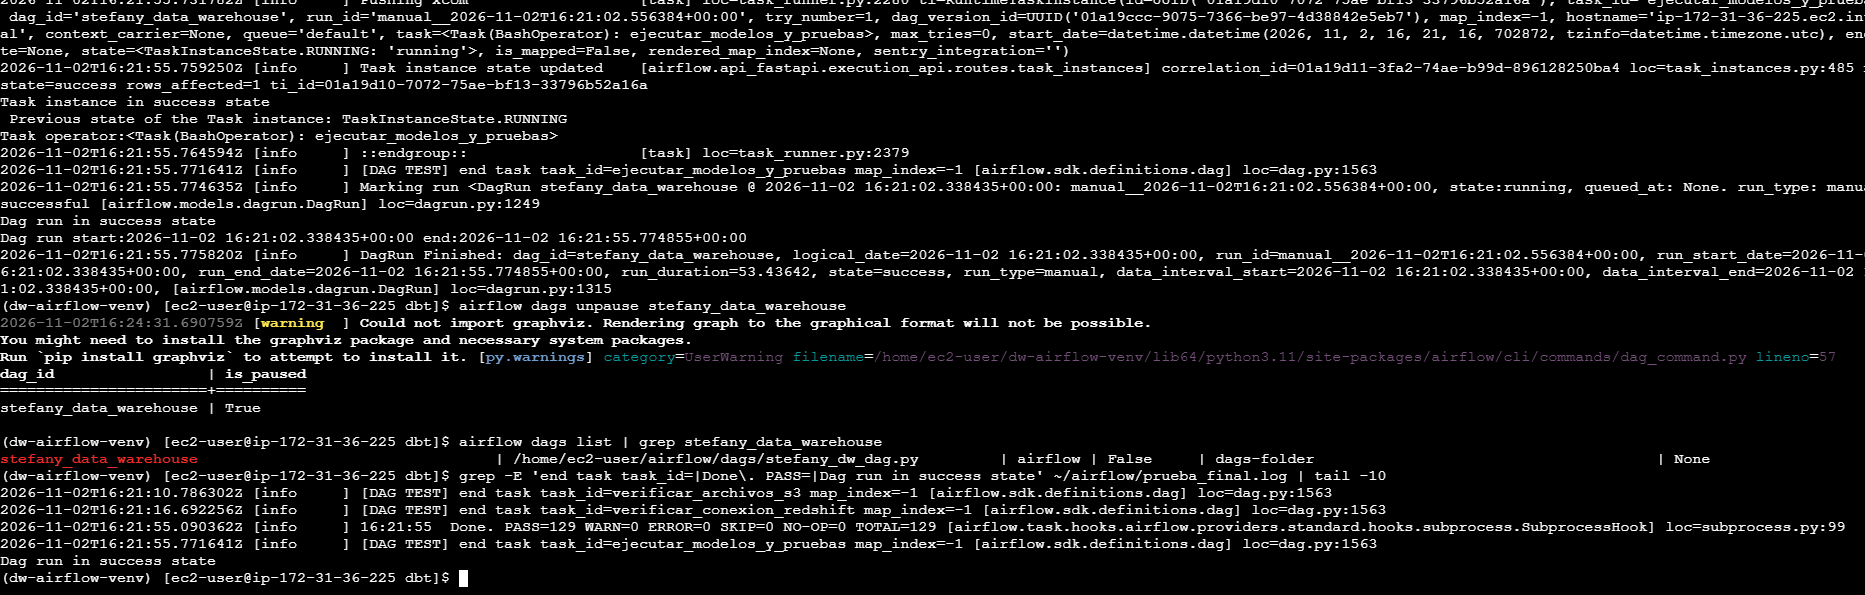 dag_id='stefany_data_warehouse', run_id='manual__2026-11-02T16:21:02.556384+00:00', try_number=1, dag_version_id=UUID('01a19ccc-9075-7366-be97-4d38842e5eb7'), map_index=-1, hostname='ip-172-31-36-225.ec2.in
al', context_carrier=None, queue='default', task=<Task(BashOperator): ejecutar_modelos_y_pruebas>, max_tries=0, start_date=datetime.datetime(2026, 11, 2, 16, 21, 16, 702872, tzinfo=datetime.timezone.utc), en
te=None, state=<TaskInstanceState.RUNNING: 'running'>, is_mapped=False, rendered_map_index=None, sentry_integration='')
2026-11-02T16:21:55.759250Z [info     ] Task instance state updated    [airflow.api_fastapi.execution_api.routes.task_instances] correlation_id=01a19d11-3fa2-74ae-b99d-896128250ba4 loc=task_instances.py:485
state=success rows_affected=1 ti_id=01a19d10-7072-75ae-bf13-33796b52a16a
Task instance in success state
 Previous state of the Task instance: TaskInstanceState.RUNNING
Task operator:<Task(BashOperator): ejecutar_modelos_y_pruebas>
2026-11-02T16:21:55.764594Z [info     ] ::endgroup::                   [task] loc=task_runner.py:2379
2026-11-02T16:21:55.771641Z [info     ] [DAG TEST] end task task_id=ejecutar_modelos_y_pruebas map_index=-1 [airflow.sdk.definitions.dag] loc=dag.py:1563
2026-11-02T16:21:55.774635Z [info     ] Marking run <DagRun stefany_data_warehouse @ 2026-11-02 16:21:02.338435+00:00: manual__2026-11-02T16:21:02.556384+00:00, state:running, queued_at: None. run_type: manu
successful [airflow.models.dagrun.DagRun] loc=dagrun.py:1249
Dag run in success state
Dag run start:2026-11-02 16:21:02.338435+00:00 end:2026-11-02 16:21:55.774855+00:00
2026-11-02T16:21:55.775820Z [info     ] DagRun Finished: dag_id=stefany_data_warehouse, logical_date=2026-11-02 16:21:02.338435+00:00, run_id=manual__2026-11-02T16:21:02.556384+00:00, run_start_date=2026-11-
6:21:02.338435+00:00, run_end_date=2026-11-02 16:21:55.774855+00:00, run_duration=53.43642, state=success, run_type=manual, data_interval_start=2026-11-02 16:21:02.338435+00:00, data_interval_end=2026-11-02
1:02.338435+00:00, [airflow.models.dagrun.DagRun] loc=dagrun.py:1315
(dw-airflow-venv) [ec2-user@ip-172-31-36-225 dbt]$ airflow dags unpause stefany_data_warehouse
2026-11-02T16:24:31.690759Z [warning  ] Could not import graphviz. Rendering graph to the graphical format will not be possible.
You might need to install the graphviz package and necessary system packages.
Run `pip install graphviz` to attempt to install it. [py.warnings] category=UserWarning filename=/home/ec2-user/dw-airflow-venv/lib64/python3.11/site-packages/airflow/cli/commands/dag_command.py lineno=57
dag_id                 | is_paused
=======================+==========
stefany_data_warehouse | True
(dw-airflow-venv) [ec2-user@ip-172-31-36-225 dbt]$ airflow dags list | grep stefany_data_warehouse
stefany_data_warehouse                                 | /home/ec2-user/airflow/dags/stefany_dw_dag.py         | airflow | False     | dags-folder                                      | None
(dw-airflow-venv) [ec2-user@ip-172-31-36-225 dbt]$ grep -E 'end task task_id=|Done\. PASS=|Dag run in success state' ~/airflow/prueba_final.log | tail -10
2026-11-02T16:21:10.786302Z [info     ] [DAG TEST] end task task_id=verificar_archivos_s3 map_index=-1 [airflow.sdk.definitions.dag] loc=dag.py:1563
2026-11-02T16:21:16.692256Z [info     ] [DAG TEST] end task task_id=verificar_conexion_redshift map_index=-1 [airflow.sdk.definitions.dag] loc=dag.py:1563
2026-11-02T16:21:55.090362Z [info     ] 16:21:55  Done. PASS=129 WARN=0 ERROR=0 SKIP=0 NO-OP=0 TOTAL=129 [airflow.task.hooks.airflow.providers.standard.hooks.subprocess.SubprocessHook] loc=subprocess.py:99
2026-11-02T16:21:55.771641Z [info     ] [DAG TEST] end task task_id=ejecutar_modelos_y_pruebas map_index=-1 [airflow.sdk.definitions.dag] loc=dag.py:1563
Dag run in success state
(dw-airflow-venv) [ec2-user@ip-172-31-36-225 dbt]$